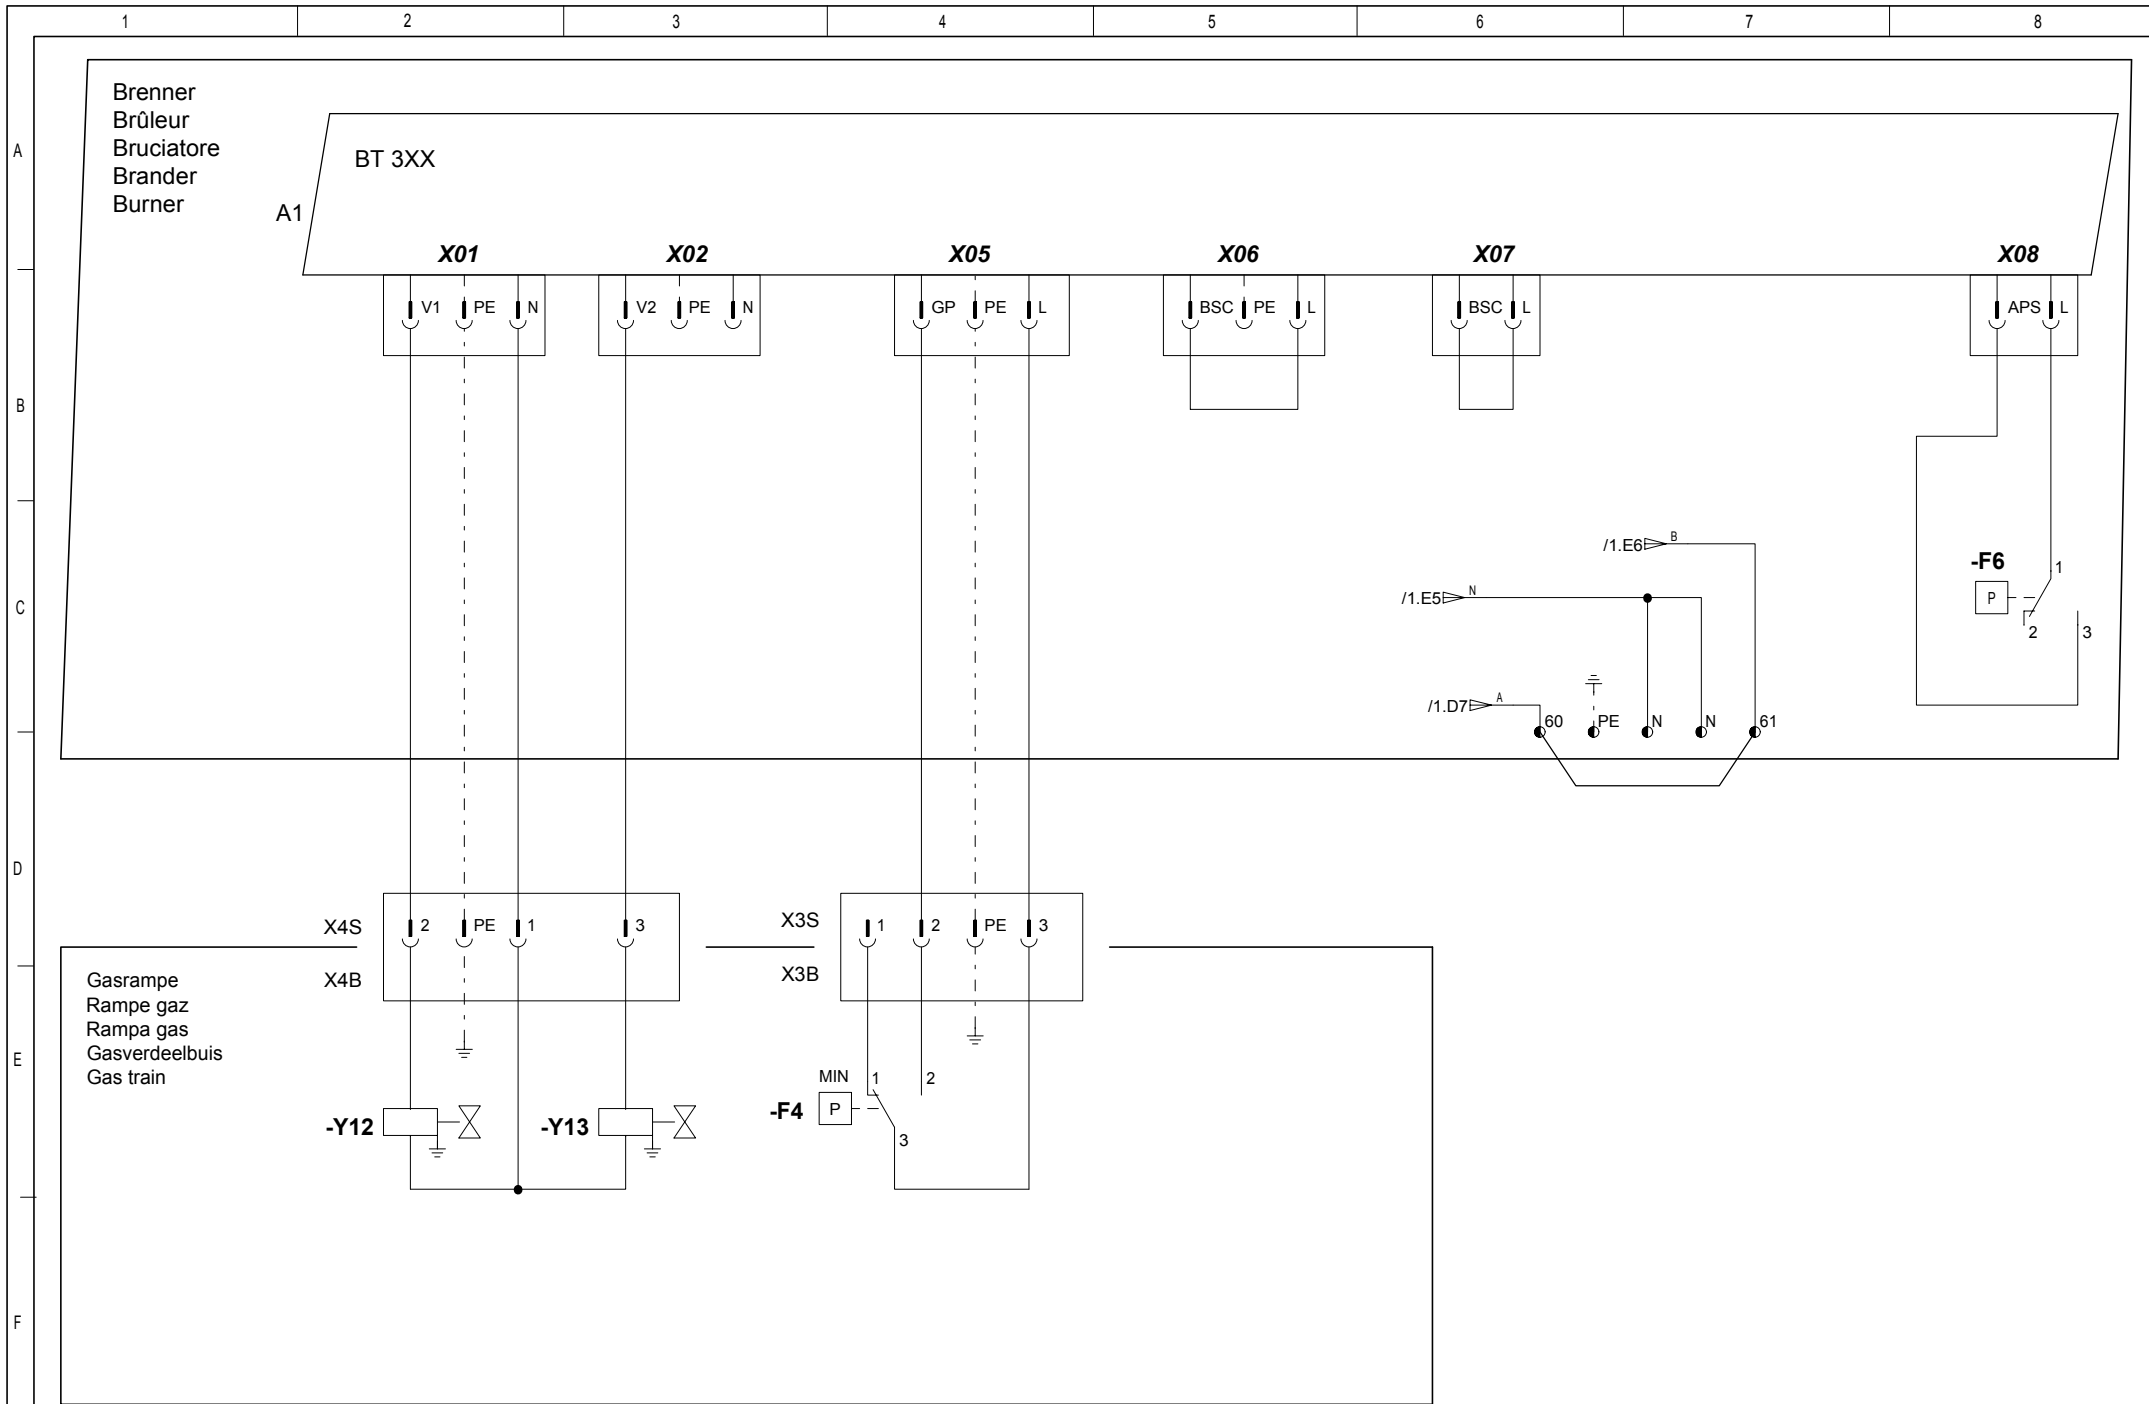 1 2 3 4 5 6 7 8
A
B
C
D
E
F
Brenner
Brûleur
Bruciatore
Brander
Burner
A1
BT 3XX
X01 X02 X05 X06 X07 X08
V1 PE N V2 PE N GP PE L BSC PE L BSC L APS L
/1.E6 B
/1.E5 N
/1.D7 A
60 PE N N 61
-F6
P
1
2
3
X4S 2 PE 1 3
X4B
X3S 1 2 PE 3
X3B
Gasrampe
Rampe gaz
Rampa gas
Gasverdeelbuis
Gas train
-Y12
-Y13
MIN
-F4 P
1 2
3